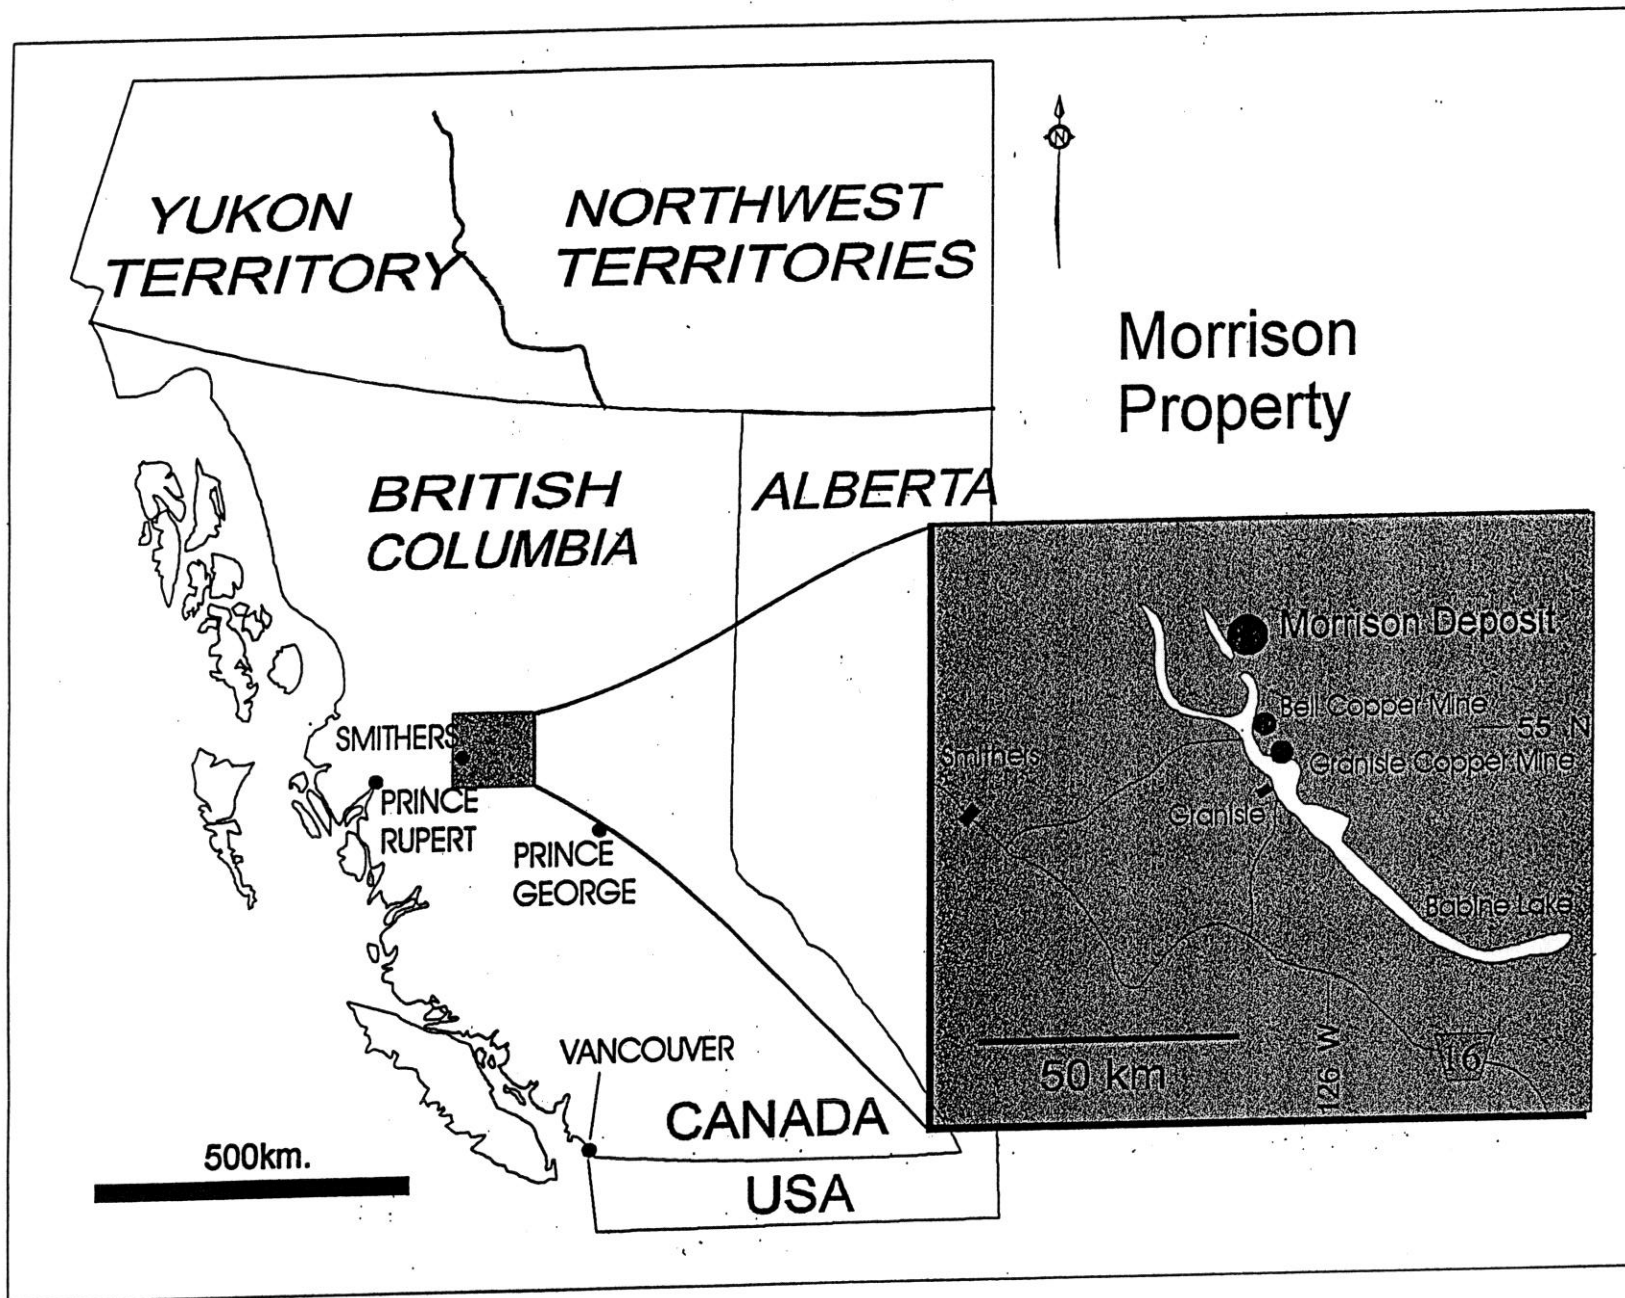 N
YUKON
TERRITORY
NORTHWEST
TERRITORIES
Morrison
Property
BRITISH
COLUMBIA
ALBERTA
SMITHERS
PRINCE
RUPERT
PRINCE
GEORGE
VANCOUVER
CANADA
USA
500km.
Morrison Deposit
Bell Copper Mine
55 N
Granisle Copper Mine
Smithers
Granisle
Babine Lake
50 km
126 W
16